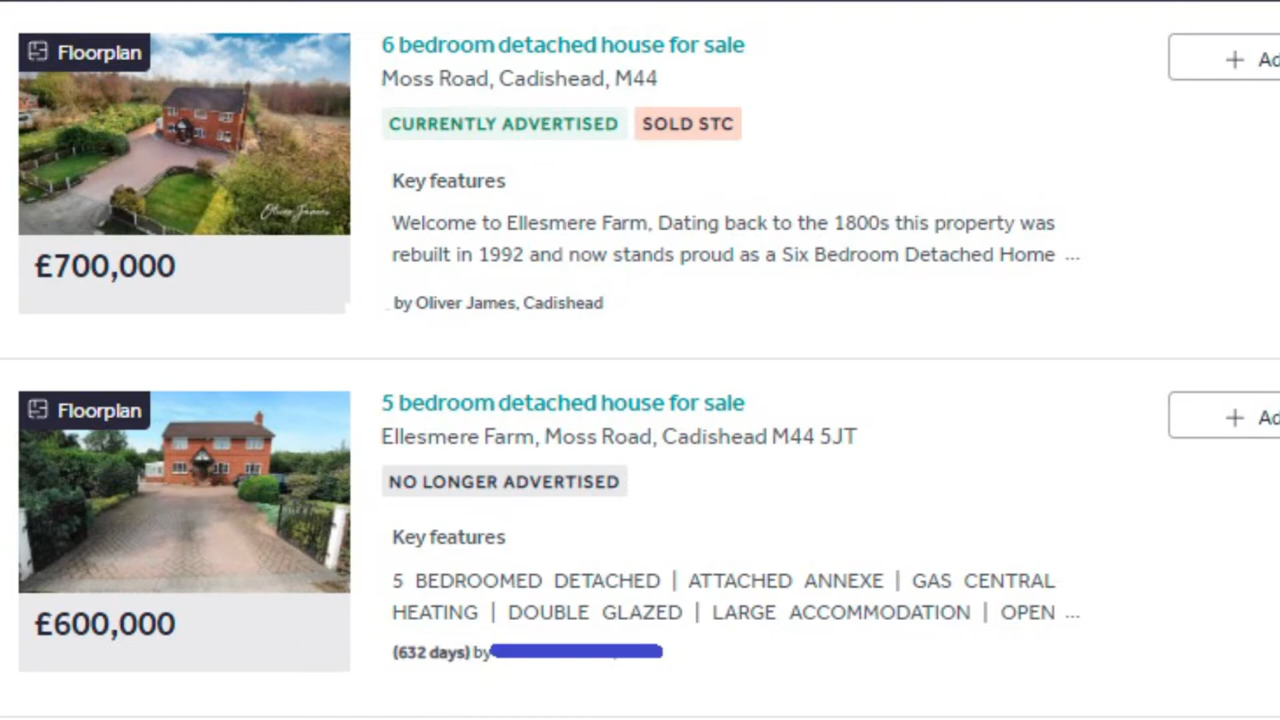 Floorplan
6 bedroom detached house for sale
Moss Road, Cadishead, M44
+ Ad
CURRENTLY ADVERTISED SOLD STC
Key features
Welcome to Ellesmere Farm, Dating back to the 1800s this property was
rebuilt in 1992 and now stands proud as a Six Bedroom Detached Home ...
Oliver James
£700,000
by Oliver James, Cadishead
Floorplan
5 bedroom detached house for sale
Ellesmere Farm, Moss Road, Cadishead M44 5JT
+ Ad
NO LONGER ADVERTISED
Key features
5 BEDROOMED DETACHED | ATTACHED ANNEXE | GAS CENTRAL
HEATING | DOUBLE GLAZED | LARGE ACCOMMODATION | OPEN ...
£600,000
(632 days) by